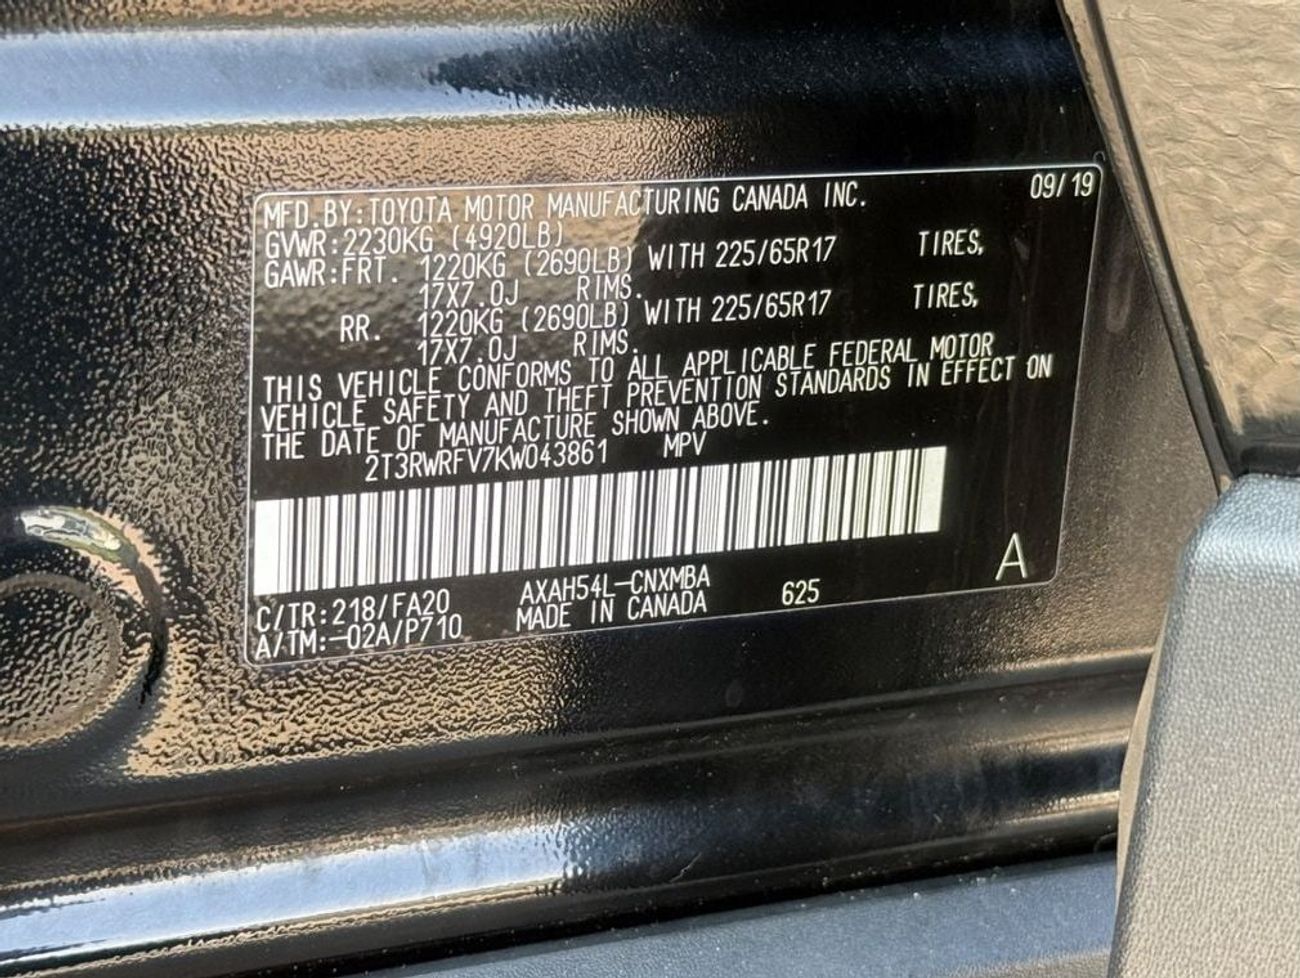 MFD.BY:TOYOTA MOTOR MANUFACTURING CANADA INC. 09/19
GVWR:2230KG (4920LB)
GAWR:FRT. 1220KG (2690LB) WITH 225/65R17 TIRES,
17X7.0J RIMS.
RR. 1220KG (2690LB) WITH 225/65R17 TIRES,
17X7.0J RIMS.
THIS VEHICLE CONFORMS TO ALL APPLICABLE FEDERAL MOTOR
VEHICLE SAFETY AND THEFT PREVENTION STANDARDS IN EFFECT ON
THE DATE OF MANUFACTURE SHOWN ABOVE.
2T3RWRFV7KW043861 MPV
C/TR:218/FA20 AXAH54L-CNXMBA 625 A
A/TM:-02A/P710 MADE IN CANADA